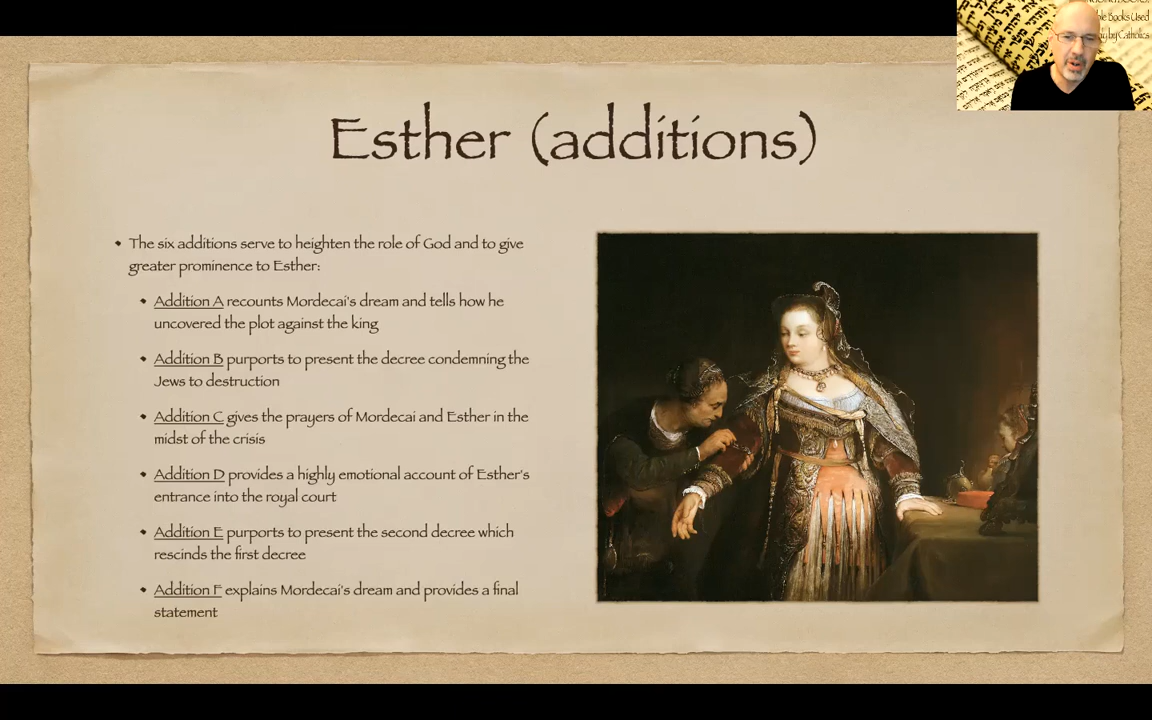 ble Books Used
by Catholics
Esther (additions)
• The six additions serve to heighten the role of God and to give
greater prominence to Esther:
• Addition A recounts Mordecai's dream and tells how he
uncovered the plot against the king
• Addition B purports to present the decree condemning the
Jews to destruction
• Addition C gives the prayers of Mordecai and Esther in the
midst of the crisis
• Addition D provides a highly emotional account of Esther's
entrance into the royal court
• Addition E purports to present the second decree which
rescinds the first decree
• Addition F explains Mordecai's dream and provides a final
statement